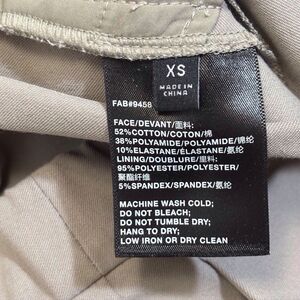 XS
MADE IN
CHINA
FAB#9458
FACE/DEVANT/面料:
52%COTTON/COTON/棉
38%POLYAMIDE/POLYAMIDE/锦纶
10%ELASTANE/ELASTANE/氨纶
LINING/DOUBLURE/里料:
95%POLYESTER/POLYESTER/
聚酯纤维
5%SPANDEX/SPANDEX/氨纶
MACHINE WASH COLD;
DO NOT BLEACH;
DO NOT TUMBLE DRY;
HANG TO DRY;
LOW IRON OR DRY CLEAN